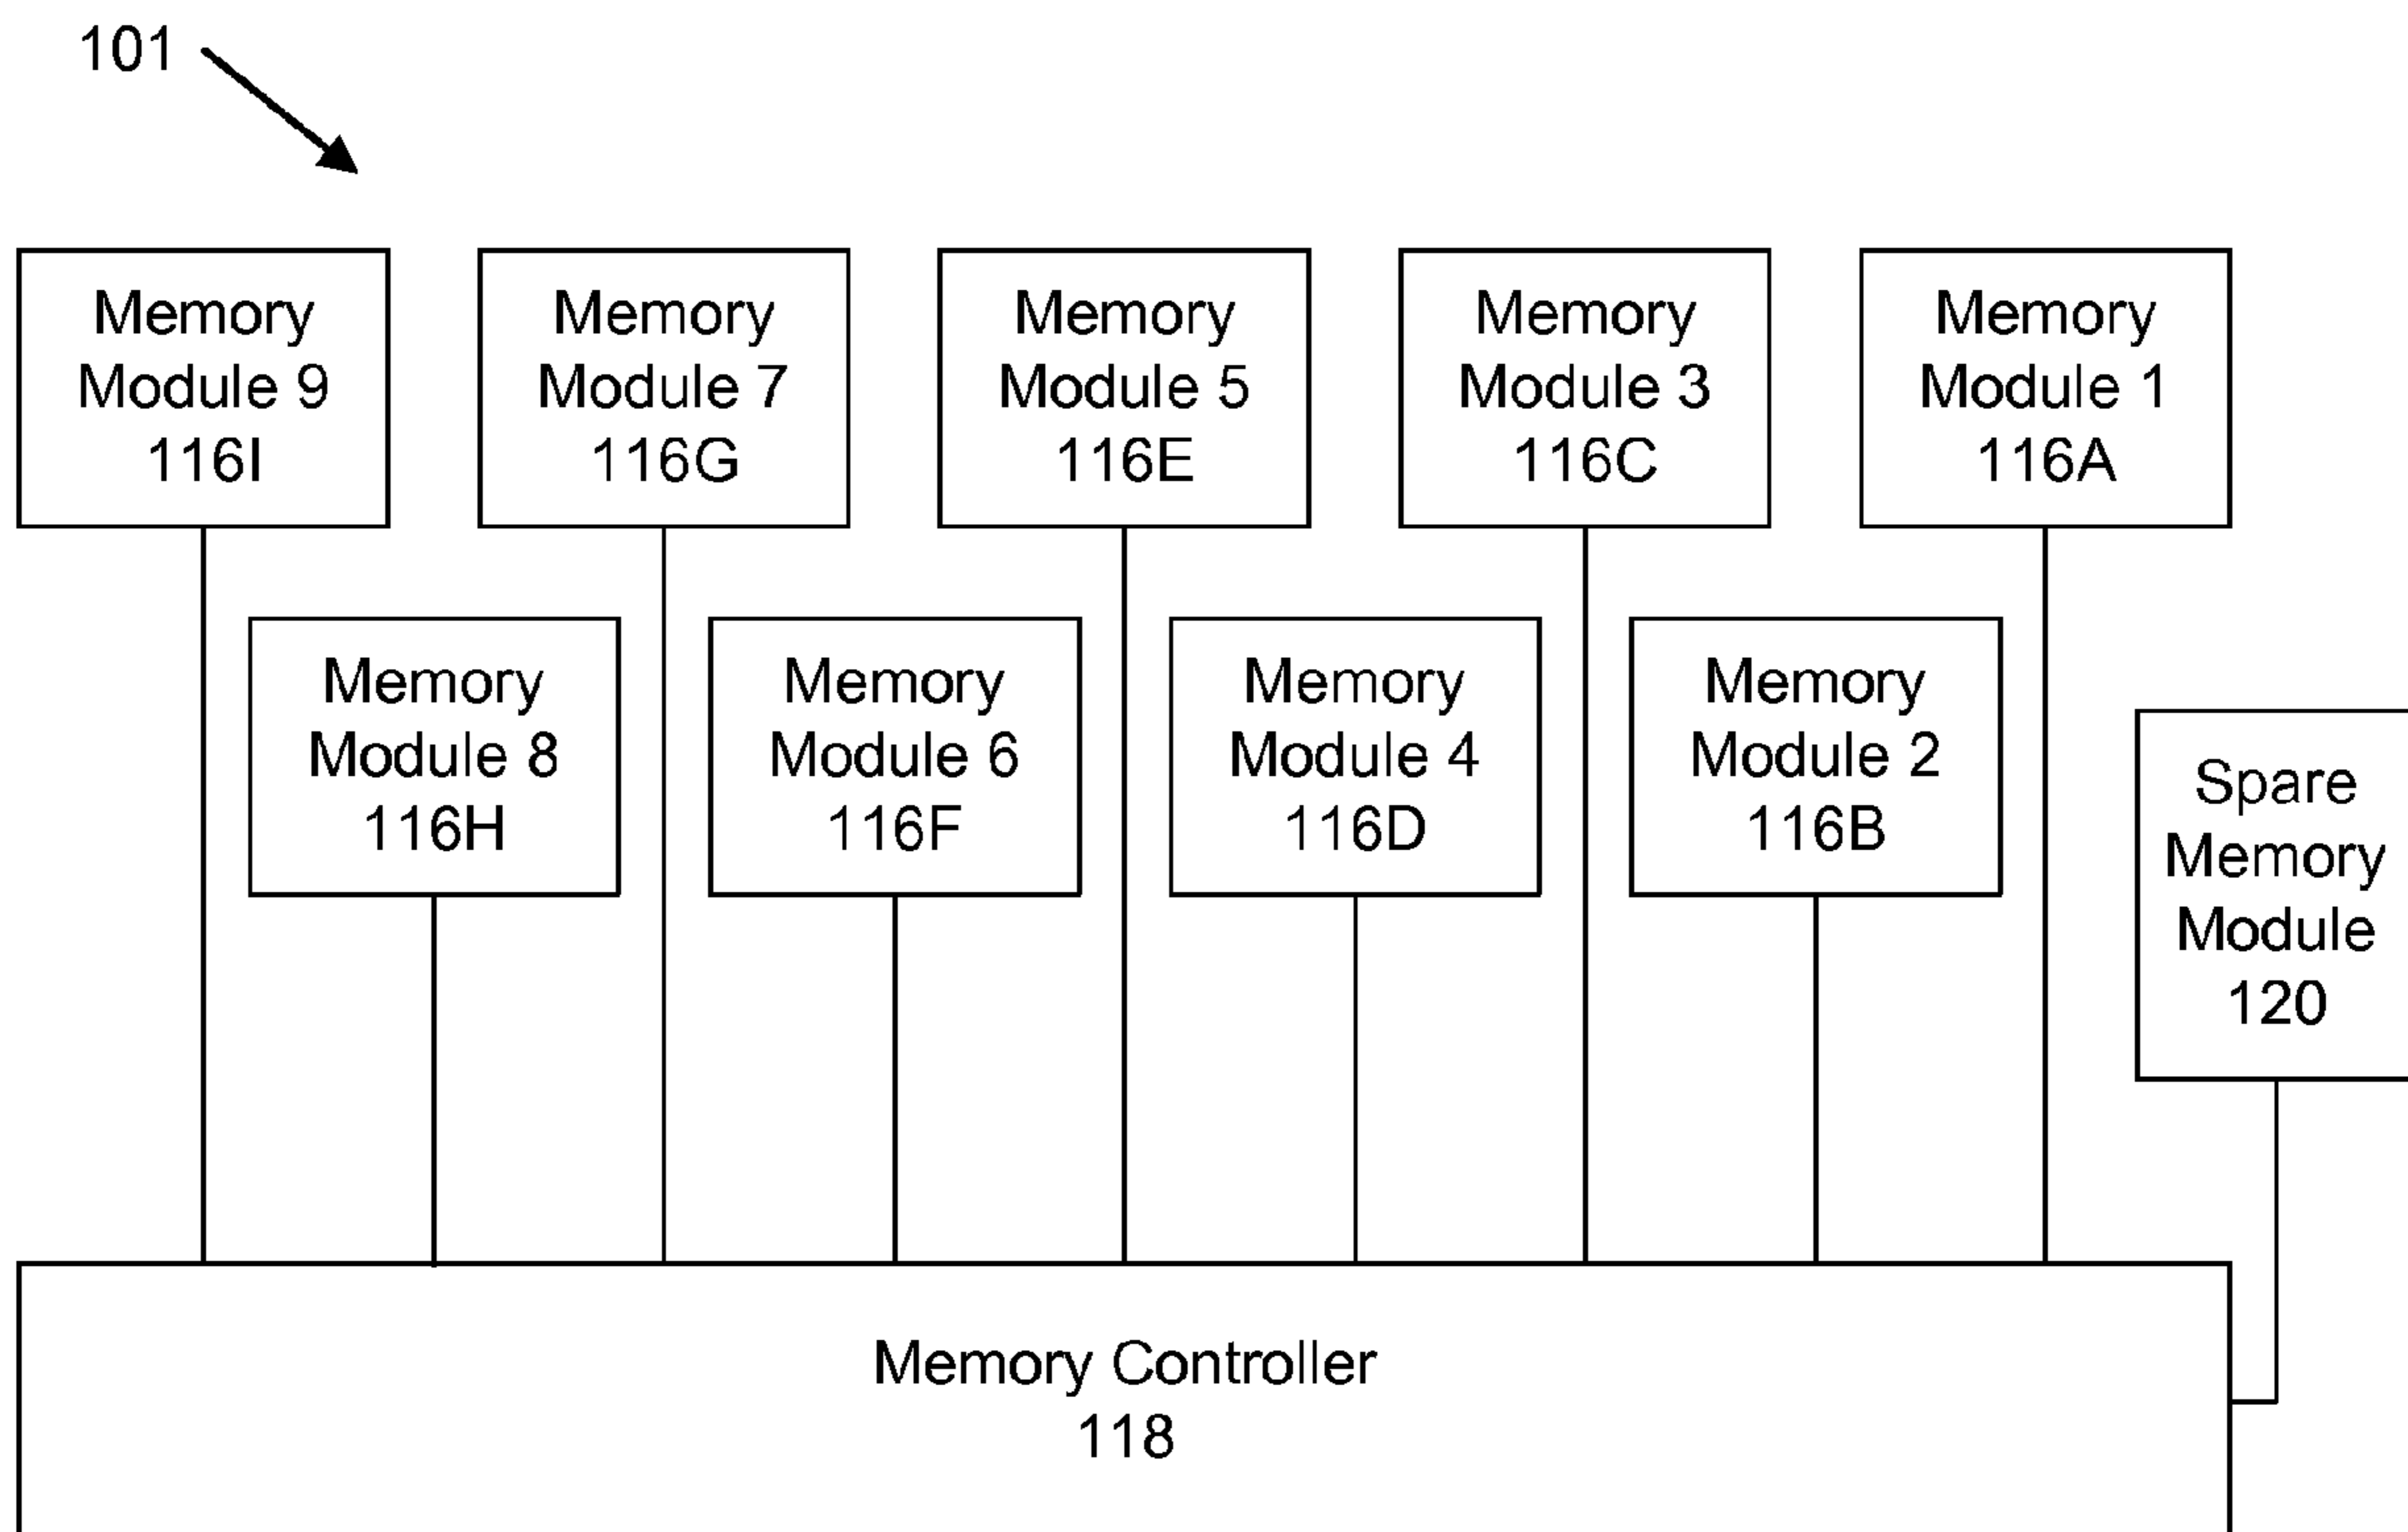 101
Memory
Module 9
116I
Memory
Module 7
116G
Memory
Module 5
116E
Memory
Module 3
116C
Memory
Module 1
116A
Memory
Module 8
116H
Memory
Module 6
116F
Memory
Module 4
116D
Memory
Module 2
116B
Spare
Memory
Module
120
Memory Controller
118